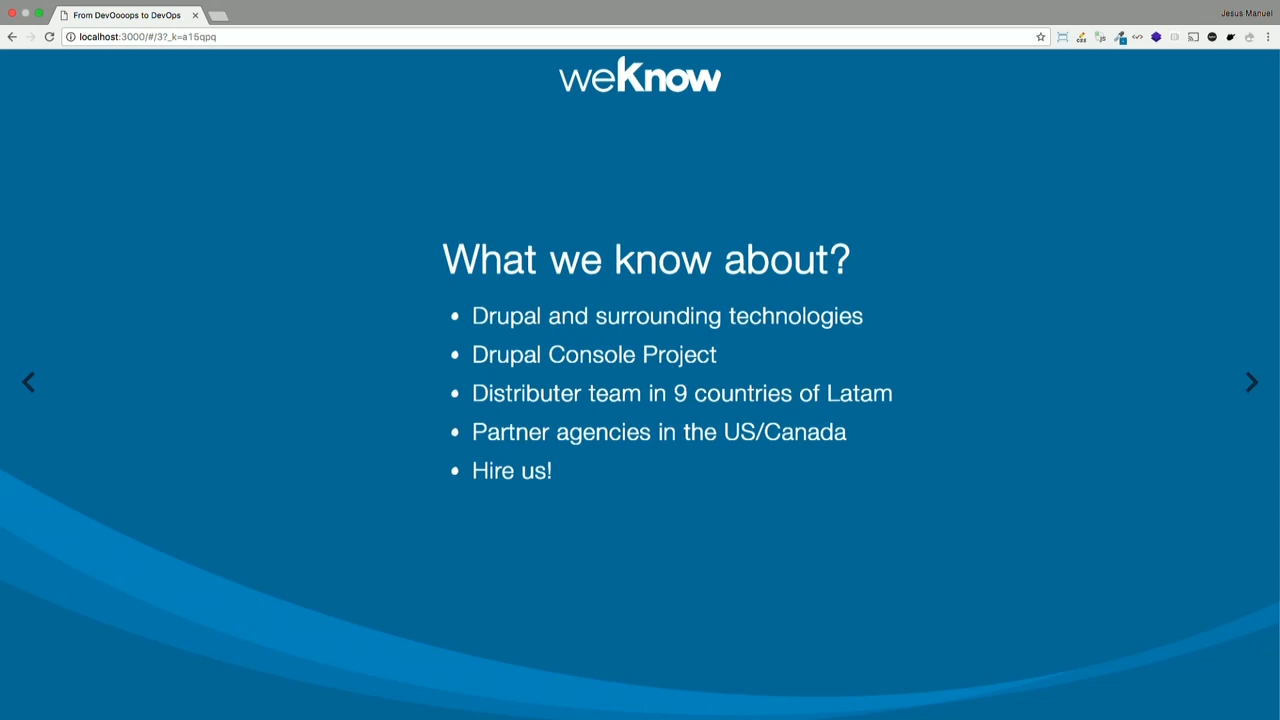 From DevOooops to DevOps
Jesus Manuel
localhost:3000/#/3?_k=a15qpq
weKnow
What we know about?
Drupal and surrounding technologies
Drupal Console Project
Distributer team in 9 countries of Latam
Partner agencies in the US/Canada
Hire us!